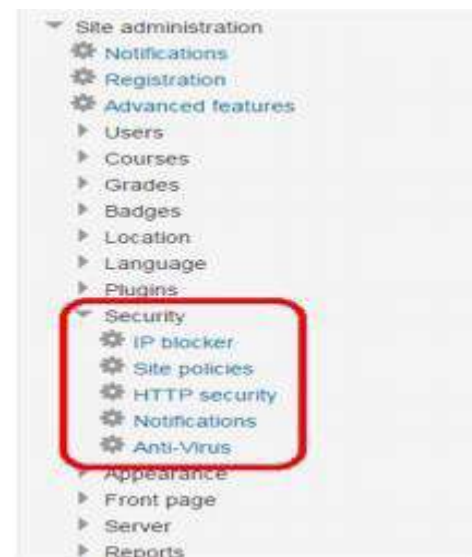 Site administration
Notifications
Registration
Advanced features
Users
Courses
Grades
Badges
Location
Language
Plugins
Security
IP blocker
Site policies
HTTP security
Notifications
Anti-Virus
Appearance
Front page
Server
Reports